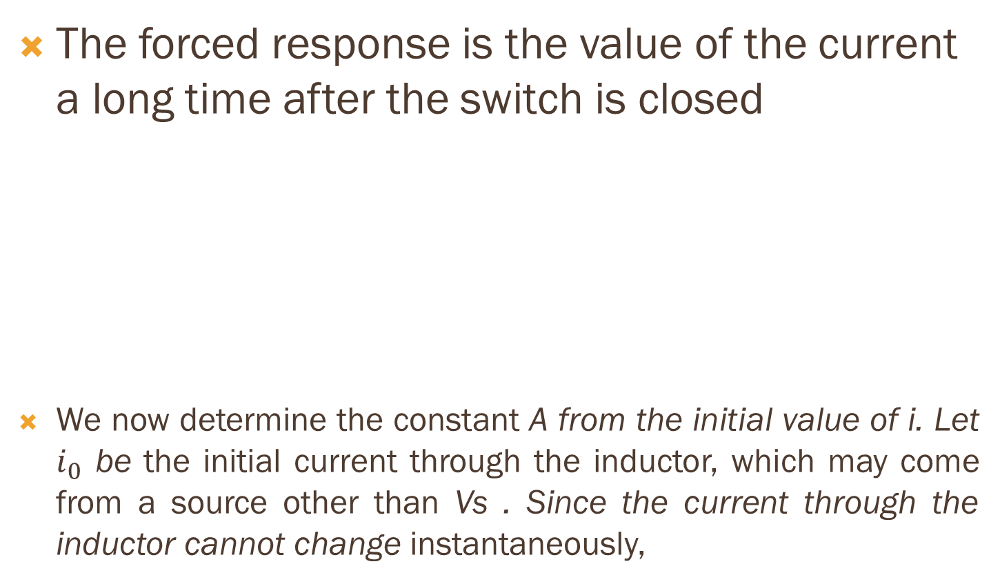 The forced response is the value of the current
a long time after the switch is closed
We now determine the constant A from the initial value of i. Let
i₀ be the initial current through the inductor, which may come
from a source other than Vs . Since the current through the
inductor cannot change instantaneously,